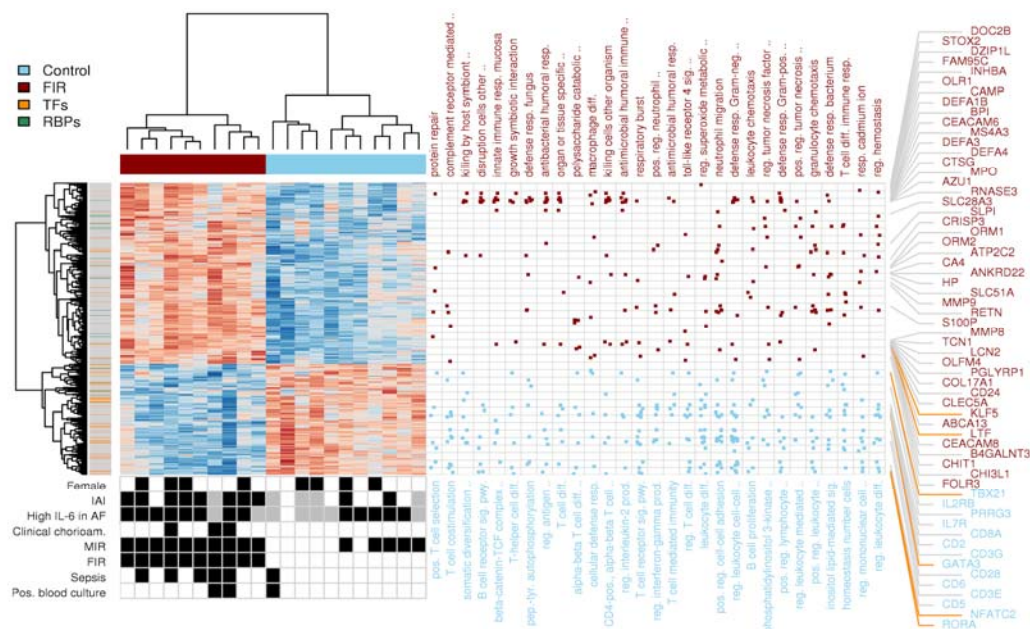 Control
FIR
TFs
RBPs
protein repair
complement receptor mediated ..
killing by host symbiont ..
disruption cells other ..
innate immune resp. mucosa
growth symbiotic interaction
defense resp. fungus
antibacterial humoral resp.
organ or tissue specific ..
polysaccharide catabolic ..
macrophage diff.
killing cells other organism
antimicrobial humoral immune ..
respiratory burst
pos. reg. neutrophil ..
antimicrobial humoral resp.
toll-like receptor 4 sig. ..
reg. superoxide metabolic ..
neutrophil migration
defense resp. Gram-neg. ..
leukocyte chemotaxis
reg. tumor necrosis factor ..
defense resp. Gram-pos. ..
pos. reg. tumor necrosis ..
granulocyte chemotaxis
defense resp. bacterium
T cell diff. immune resp.
resp. cadmium ion
reg. hemostasis
DOC2B
STOX2
DZIP1L
FAM95C
INHBA
OLR1
CAMP
DEFA1B
BPI
CEACAM6
MS4A3
DEFA3
DEFA4
CTSG
MPO
AZU1
RNASE3
SLC28A3
SLPI
CRISP3
ORM1
ORM2
ATP2C2
CA4
ANKRD22
HP
SLC51A
MMP9
RETN
S100P
MMP8
TCN1
LCN2
OLFM4
PGLYRP1
COL17A1
CD24
CLEC5A
KLF5
ABCA13
LTF
CEACAM8
B4GALNT3
CHIT1
CHI3L1
FOLR3
TBX21
IL2RB
PRRG3
IL7R
CD8A
CD2
CD3G
GATA3
CD28
CD6
CD3E
CD5
NFATC2
RORA
Female
IAI
High IL-6 in AF
Clinical chorioam.
MIR
FIR
Sepsis
Pos. blood culture
pos. T cell selection
T cell costimulation
somatic diversification ..
B cell receptor sig. pwy
beta-catenin-TCF complex ..
T-helper cell diff.
pep.-tyr. autophosphorylation
reg. antigen ..
T cell diff.
alpha-beta T cell diff.
cellular defense resp.
CD4-pos., alpha-beta T cell ..
reg. interleukin-2 prod.
T cell receptor sig. pwy
reg. interferon-gamma prod.
T cell mediated immunity
reg. T cell diff.
leukocyte diff.
pos. reg. cell-cell adhesion
reg. leukocyte cell ..
B cell proliferation
phosphatidylinositol phosphatase ..
pos. reg. lymphocyte ..
reg. leukocyte mediated ..
pos. reg. leukocyte ..
inositol lipid-mediated sig.
homeostasis number cells
reg. mononuclear cell ..
reg. leukocyte diff.